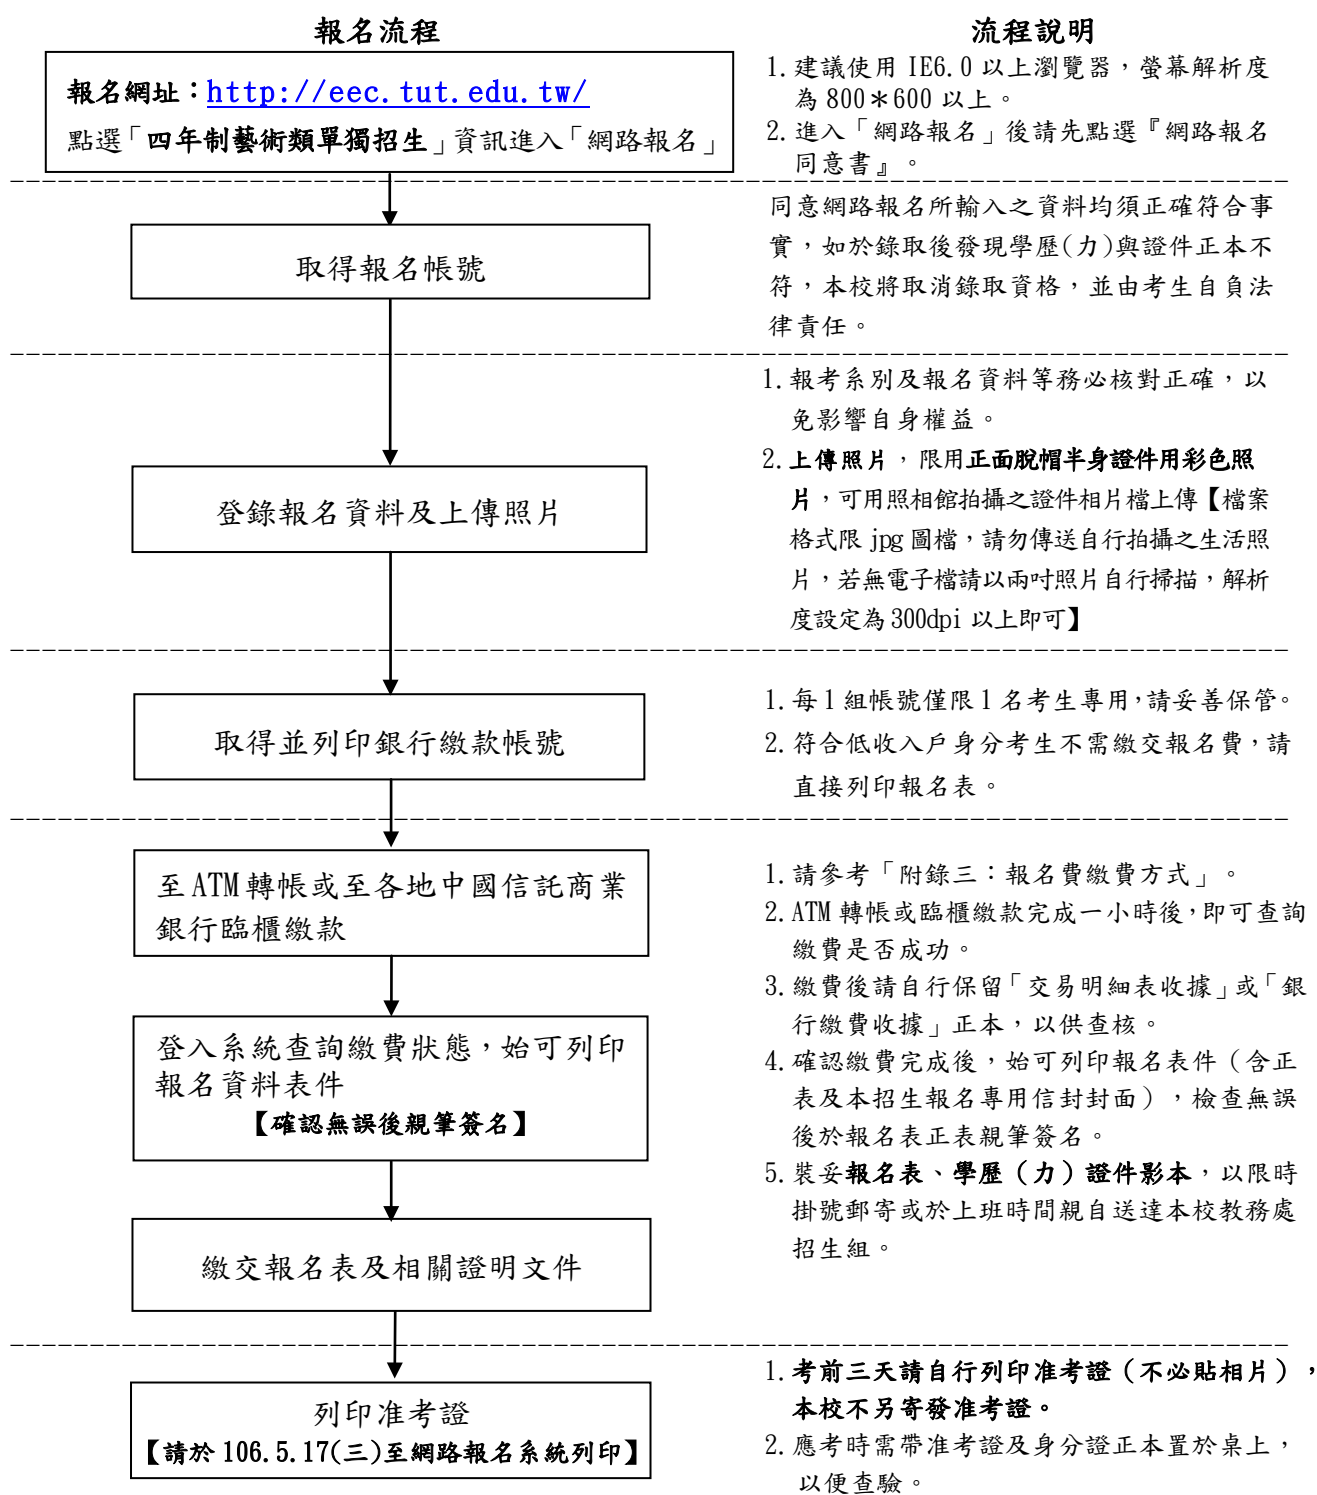 報名流程
報名網址：http://eec.tut.edu.tw/
點選「四年制藝術類單獨招生」資訊進入「網路報名」
取得報名帳號
登錄報名資料及上傳照片
取得並列印銀行繳款帳號
至 ATM 轉帳或至各地中國信託商業
銀行臨櫃繳款
登入系統查詢繳費狀態，始可列印
報名資料表件
【確認無誤後親筆簽名】
繳交報名表及相關證明文件
列印准考證
【請於 106.5.17(三)至網路報名系統列印】
流程說明
1. 建議使用 IE6.0 以上瀏覽器，螢幕解析度
為 800＊600 以上。
2. 進入「網路報名」後請先點選『網路報名
同意書』。
同意網路報名所輸入之資料均須正確符合事
實，如於錄取後發現學歷(力)與證件正本不
符，本校將取消錄取資格，並由考生自負法
律責任。
1. 報考系別及報名資料等務必核對正確，以
免影響自身權益。
2. 上傳照片，限用正面脫帽半身證件用彩色照
片，可用照相館拍攝之證件相片檔上傳【檔案
格式限 jpg 圖檔，請勿傳送自行拍攝之生活照
片，若無電子檔請以兩吋照片自行掃描，解析
度設定為 300dpi 以上即可】
1. 每 1 組帳號僅限 1 名考生專用，請妥善保管。
2. 符合低收入戶身分考生不需繳交報名費，請
直接列印報名表。
1. 請參考「附錄三：報名費繳費方式」。
2. ATM 轉帳或臨櫃繳款完成一小時後，即可查詢
繳費是否成功。
3. 繳費後請自行保留「交易明細表收據」或「銀
行繳費收據」正本，以供查核。
4. 確認繳費完成後，始可列印報名表件（含正
表及本招生報名專用信封封面），檢查無誤
後於報名表正表親筆簽名。
5. 裝妥報名表、學歷（力）證件影本，以限時
掛號郵寄或於上班時間親自送達本校教務處
招生組。
1. 考前三天請自行列印准考證（不必貼相片），
本校不另寄發准考證。
2. 應考時需帶准考證及身分證正本置於桌上，
以便查驗。